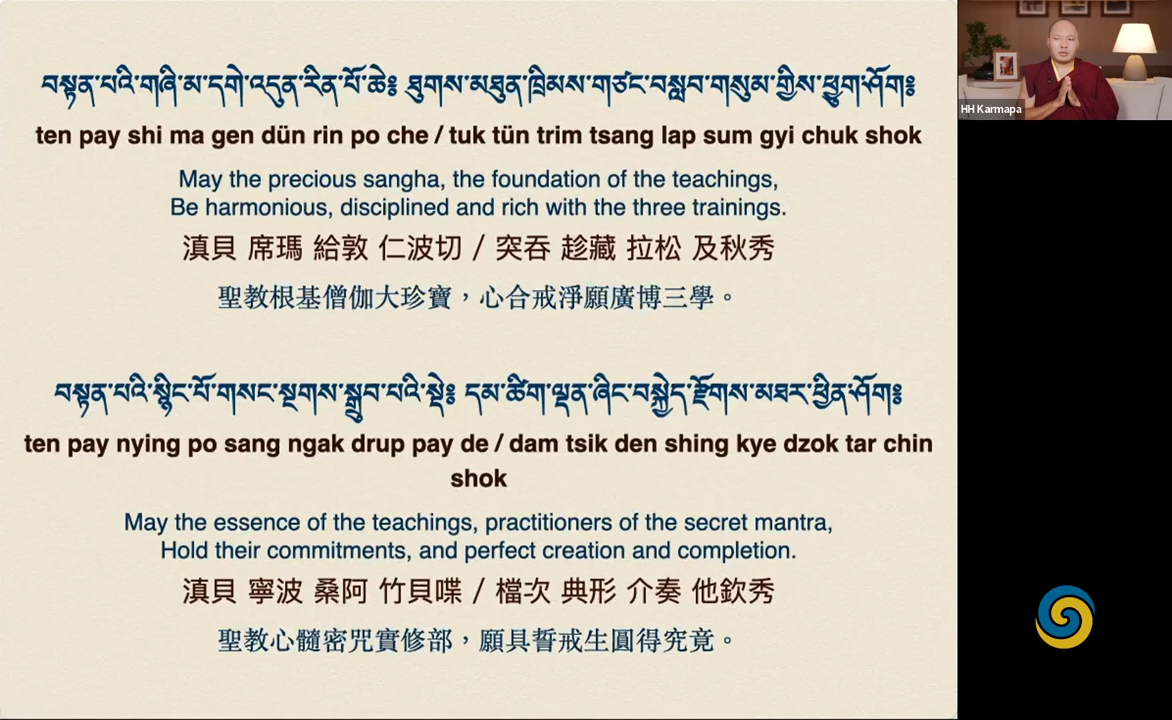 བསྟན་པའི་གཞི་མ་དགེ་འདུན་རིན་པོ་ཆེ༔ ཐུགས་མཐུན་ཁྲིམས་གཙང་བསླབ་གསུམ་གྱིས་ཕྱུག་ཤོག༔
ten pay shi ma gen dün rin po che / tuk tün trim tsang lap sum gyi chuk shok
May the precious sangha, the foundation of the teachings,
Be harmonious, disciplined and rich with the three trainings.
滇貝 席瑪 給敦 仁波切 / 突吞 趁藏 拉松 及秋秀
聖教根基僧伽大珍寶，心合戒淨願廣博三學。
བསྟན་པའི་སྙིང་པོ་གསང་སྔགས་སྒྲུབ་པའི་སྡེ༔ དམ་ཚིག་ལྡན་ཞིང་བསྐྱེད་རྫོགས་མཐར་ཕྱིན་ཤོག༔
ten pay nying po sang ngak drup pay de / dam tsik den shing kye dzok tar chin
shok
May the essence of the teachings, practitioners of the secret mantra,
Hold their commitments, and perfect creation and completion.
滇貝 寧波 桑阿 竹貝喋 / 檔次 典形 介奏 他欽秀
聖教心髓密咒實修部，願具誓戒生圓得究竟。
HH Karmapa